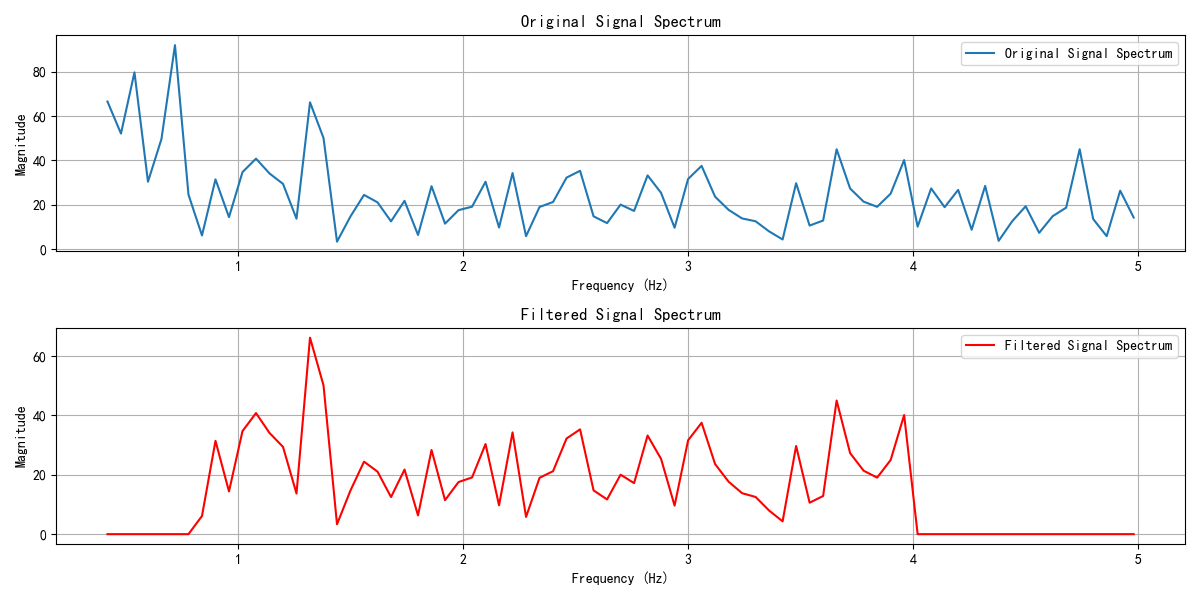 Original Signal Spectrum
Original Signal Spectrum
Magnitude
80
60
40
20
0
1 2 3 4 5
Frequency (Hz)
Filtered Signal Spectrum
Filtered Signal Spectrum
Magnitude
60
40
20
0
1 2 3 4 5
Frequency (Hz)